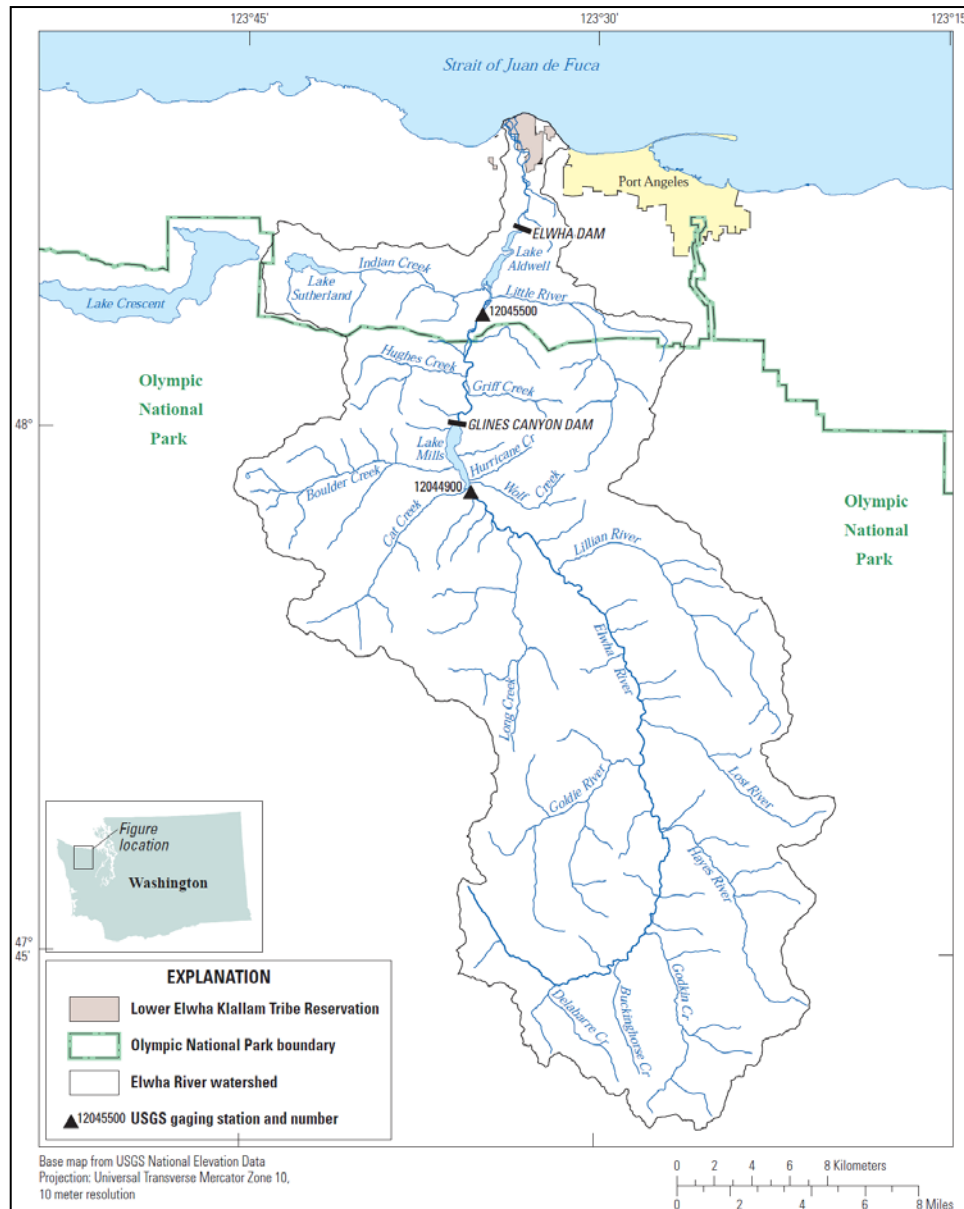 123°45'
123°30'
123°15'
Strait of Juan de Fuca
Port Angeles
ELWHA DAM
Lake
Aldwell
Indian Creek
Lake
Sutherland
Little River
Lake Crescent
12045500
Hughes Creek
Olympic
National
Park
Griff Creek
48°
GLINES CANYON DAM
Lake
Mills
Hurricane Cr
Boulder Creek
12044900
Wolf Creek
Cat Creek
Olympic
National
Park
Lillian River
Elwha River
Long Creek
Lost River
Goldie River
Hayes River
Figure
location
Washington
47°
45'
Godkin Cr
Buckinghorse Cr
Delabarre Cr
EXPLANATION
Lower Elwha Klallam Tribe Reservation
Olympic National Park boundary
Elwha River watershed
12045500 USGS gaging station and number
Base map from USGS National Elevation Data
Projection: Universal Transverse Mercator Zone 10,
10 meter resolution
0 2 4 6 8 Kilometers
0 2 4 6 8 Miles